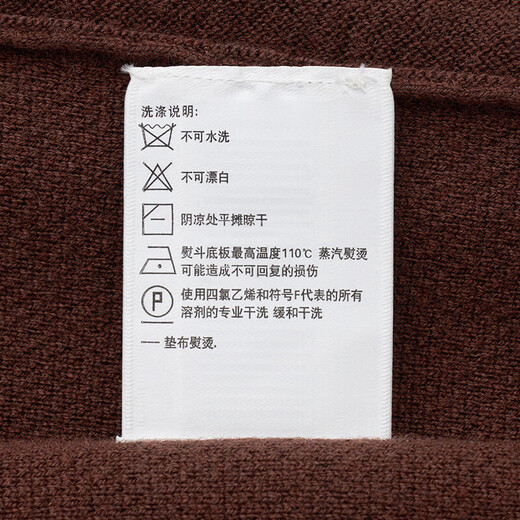 洗涤说明:
不可水洗
不可漂白
阴凉处平摊晾干
熨斗底板最高温度110℃ 蒸汽熨烫
可能造成不可回复的损伤
P
使用四氯乙烯和符号F代表的所有
溶剂的专业干洗 缓和干洗
— 垫布熨烫.